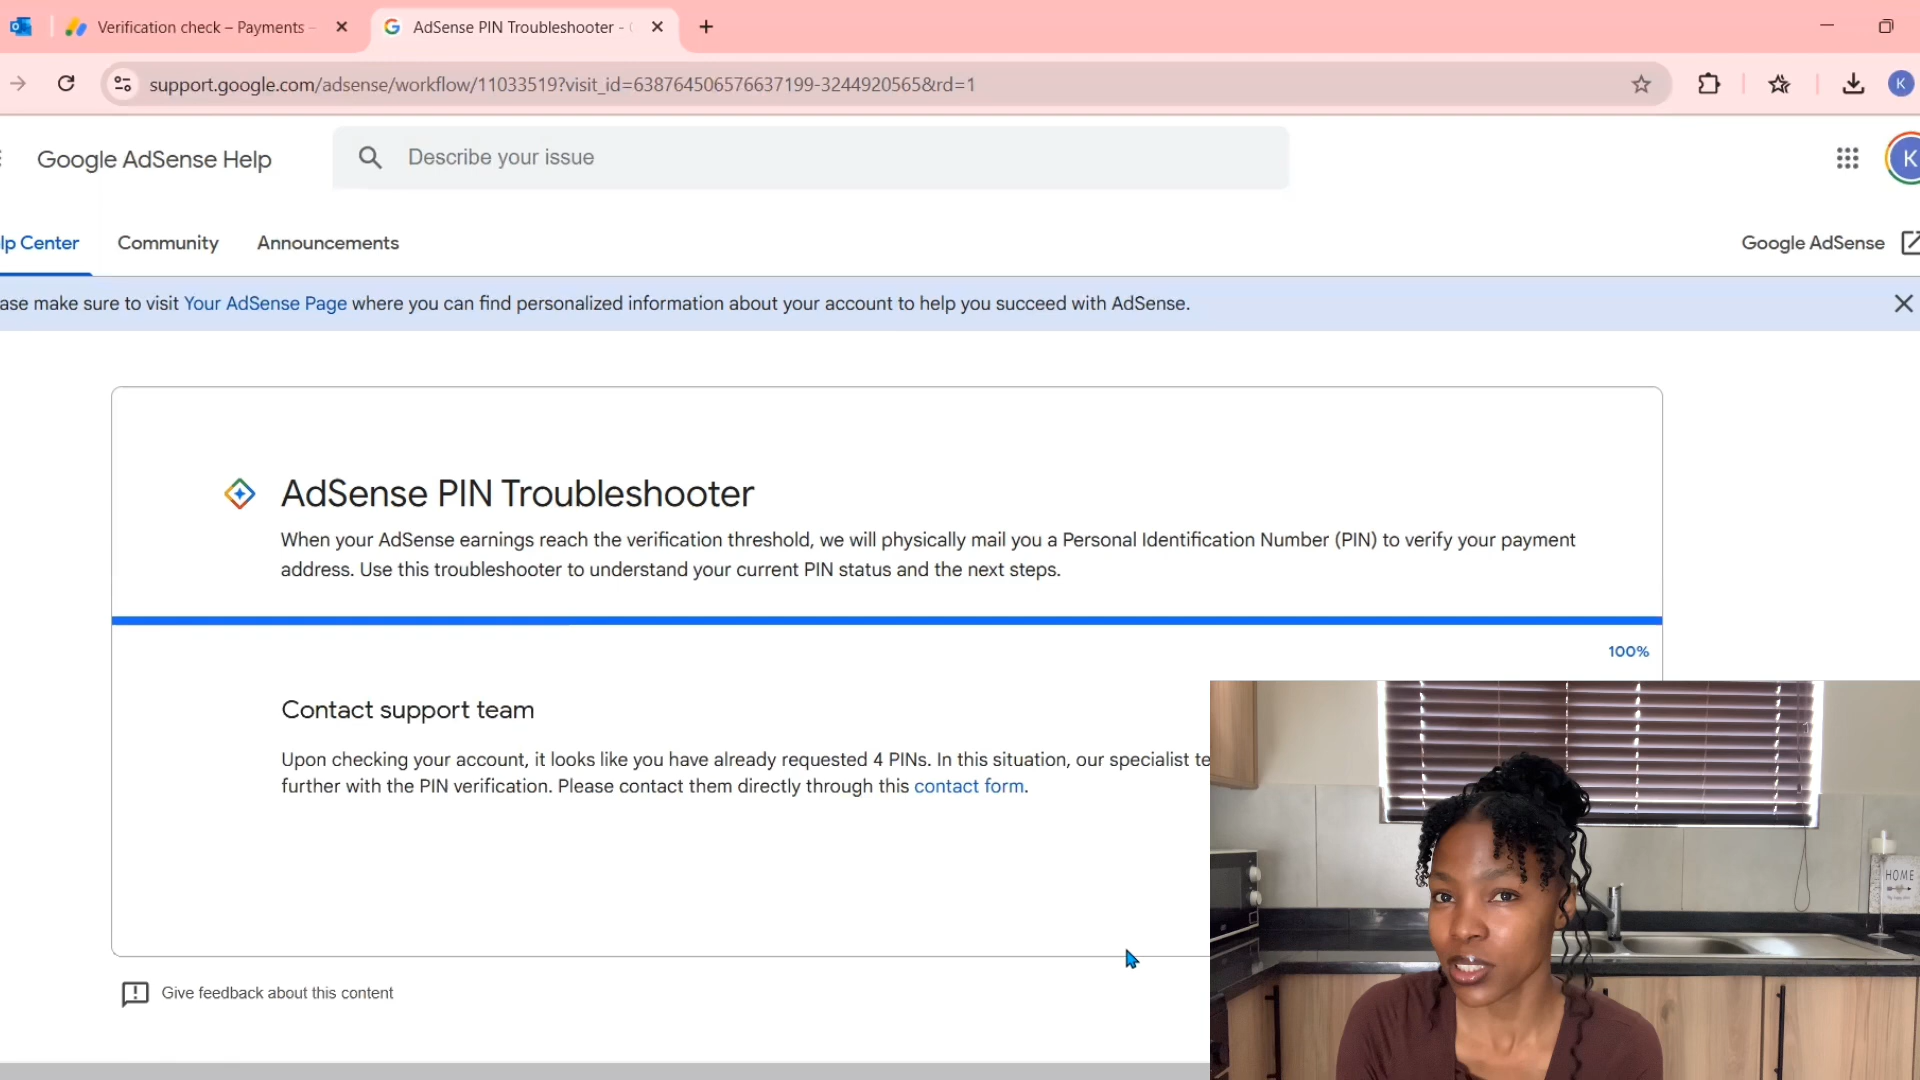 Verification check – Payments –
AdSense PIN Troubleshooter -
support.google.com/adsense/workflow/11033519?visit_id=638764506576637199-3244920565&rd=1
K
Google AdSense Help
Describe your issue
K
lp Center
Community
Announcements
Google AdSense
ase make sure to visit Your AdSense Page where you can find personalized information about your account to help you succeed with AdSense.
AdSense PIN Troubleshooter
When your AdSense earnings reach the verification threshold, we will physically mail you a Personal Identification Number (PIN) to verify your payment
address. Use this troubleshooter to understand your current PIN status and the next steps.
100%
Contact support team
Upon checking your account, it looks like you have already requested 4 PINs. In this situation, our specialist te
further with the PIN verification. Please contact them directly through this contact form.
Give feedback about this content
HOME